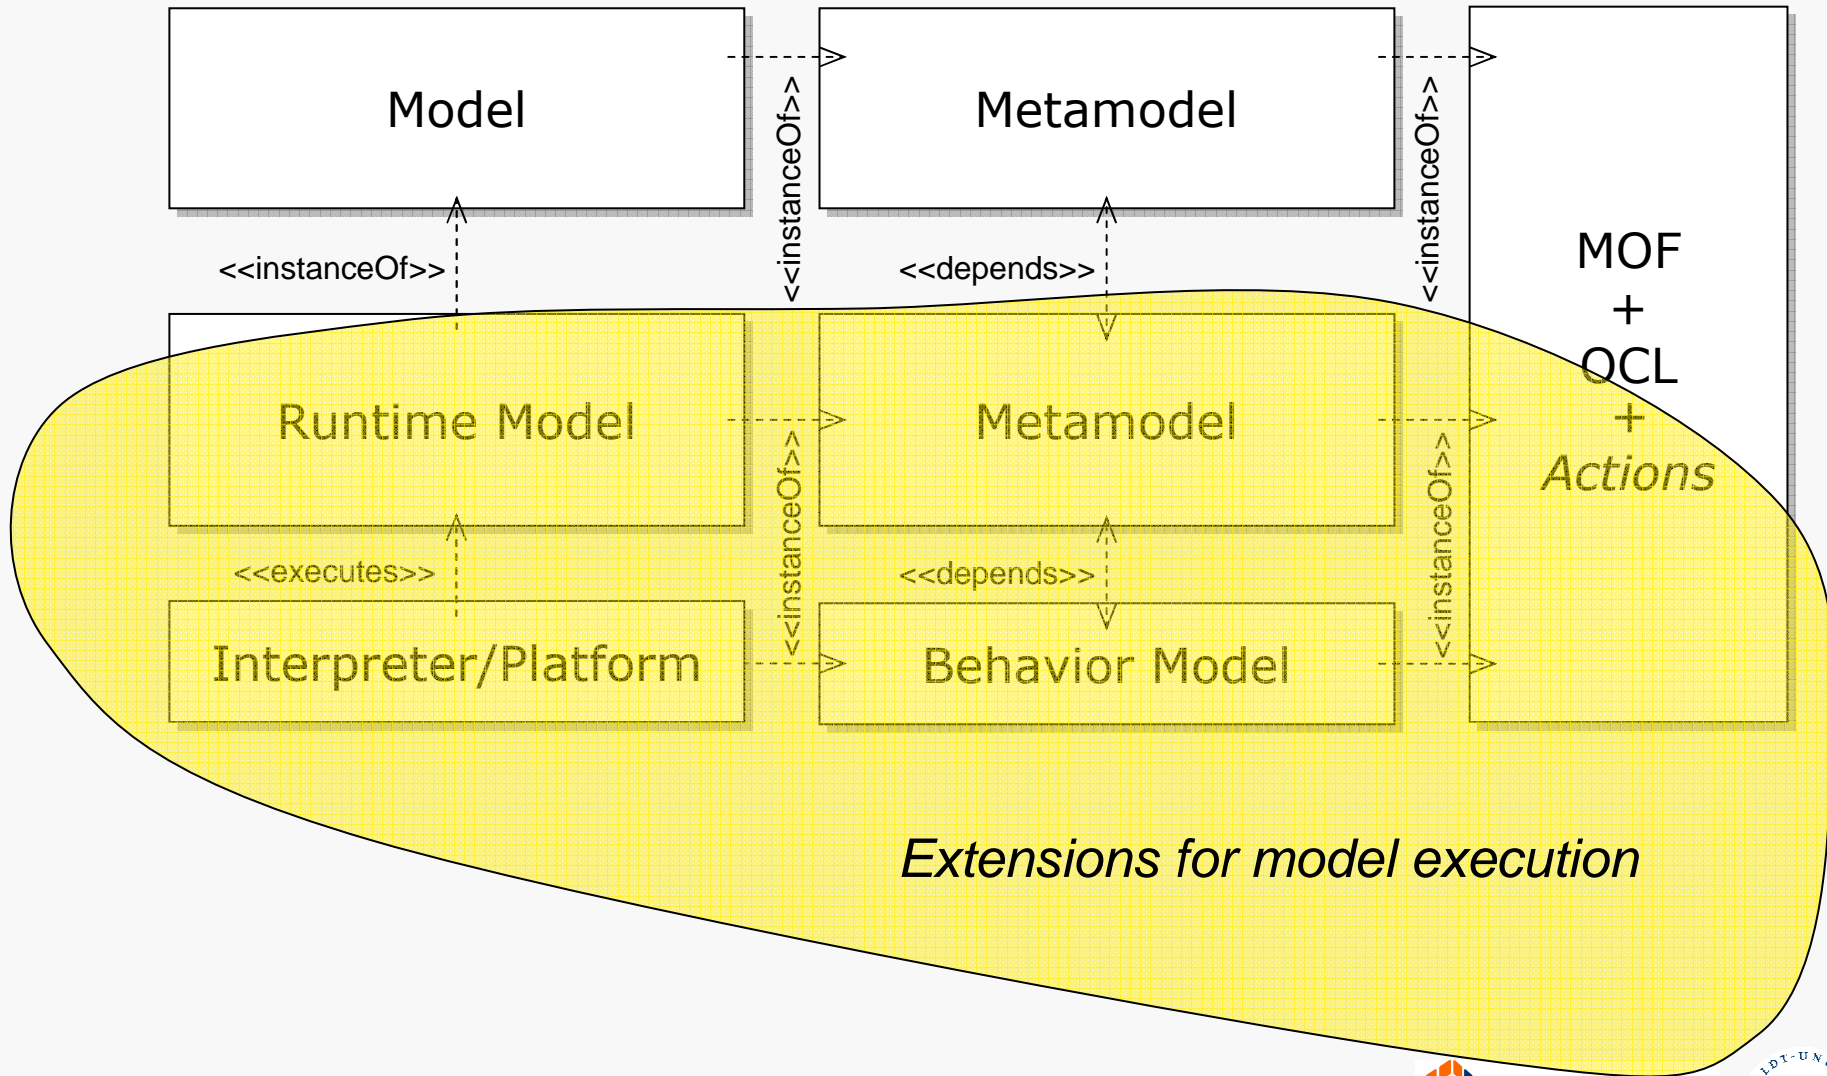 Model
<<instanceOf>>
Metamodel
<<instanceOf>>
MOF
+
OCL
+
Actions
<<instanceOf>>
<<depends>>
Runtime Model
<<instanceOf>>
Metamodel
<<instanceOf>>
<<executes>>
<<depends>>
Interpreter/Platform
Behavior Model
Extensions for model execution